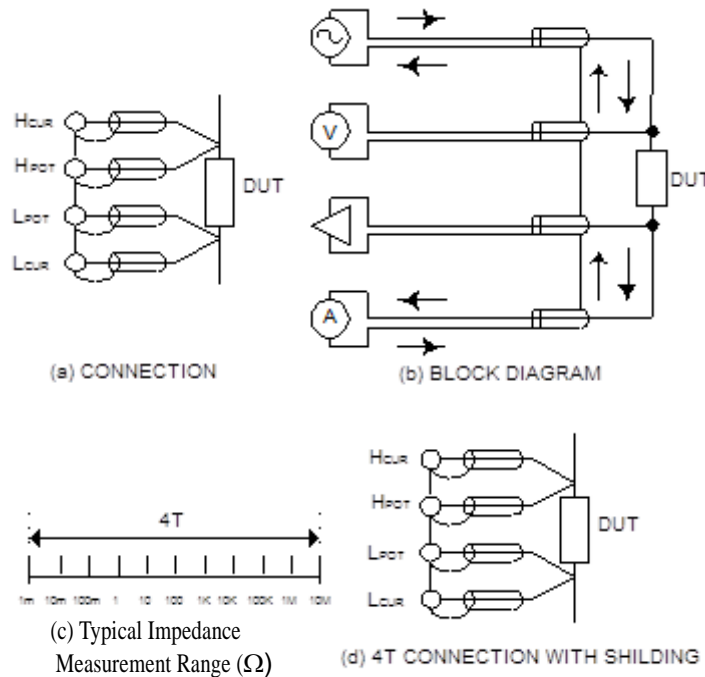 HCUR
HPOT
LPOT
LCUR
DUT
(a) CONNECTION
V
A
DUT
(b) BLOCK DIAGRAM
4T
1m 10m 100m 1 10 100 1K 10K 100K 1M 10M
(c) Typical Impedance
Measurement Range (Ω)
HCUR
HPOT
LPOT
LCUR
DUT
(d) 4T CONNECTION WITH SHILDING